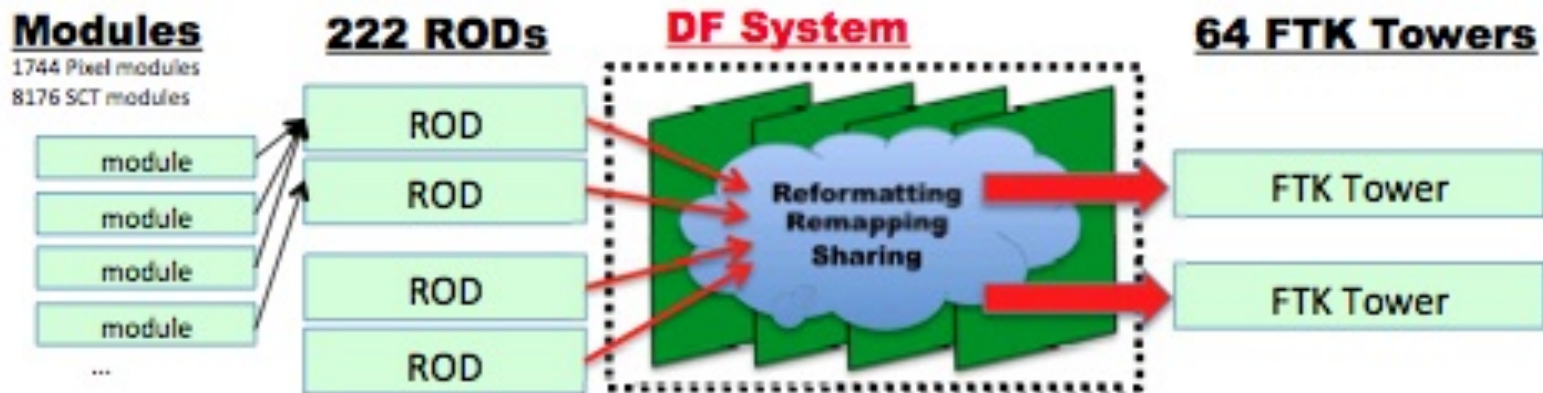 Modules
1744 Pixel modules
8176 SCT modules
module
module
module
module
...
222 RODs
ROD
ROD
ROD
ROD
DF System
Reformatting
Remapping
Sharing
64 FTK Towers
FTK Tower
FTK Tower